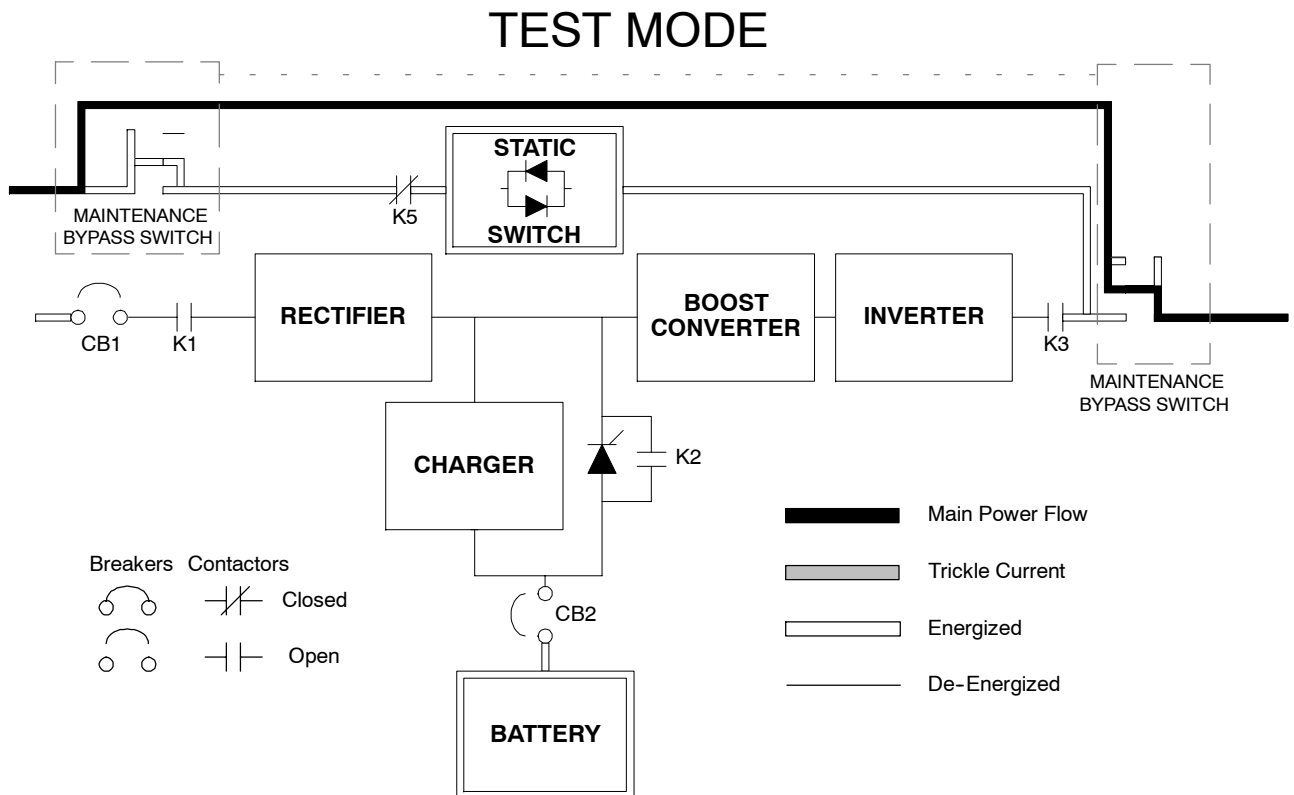 TEST MODE
STATIC
SWITCH
K5
MAINTENANCE
BYPASS SWITCH
CB1
K1
RECTIFIER
BOOST
CONVERTER
INVERTER
K3
MAINTENANCE
BYPASS SWITCH
CHARGER
K2
Main Power Flow
Trickle Current
Energized
De-Energized
Breakers Contactors
Closed
Open
CB2
BATTERY